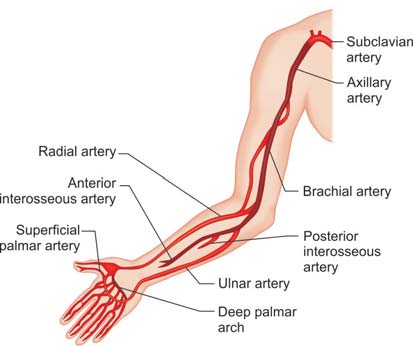 Subclavian
artery
Axillary
artery
Radial artery
Anterior
interosseous artery
Brachial artery
Superficial
palmar artery
Posterior
interosseous
artery
Ulnar artery
Deep palmar
arch